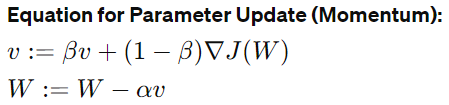 Equation for Parameter Update (Momentum):
v := βv + (1 − β)∇J(W)
W := W − αv